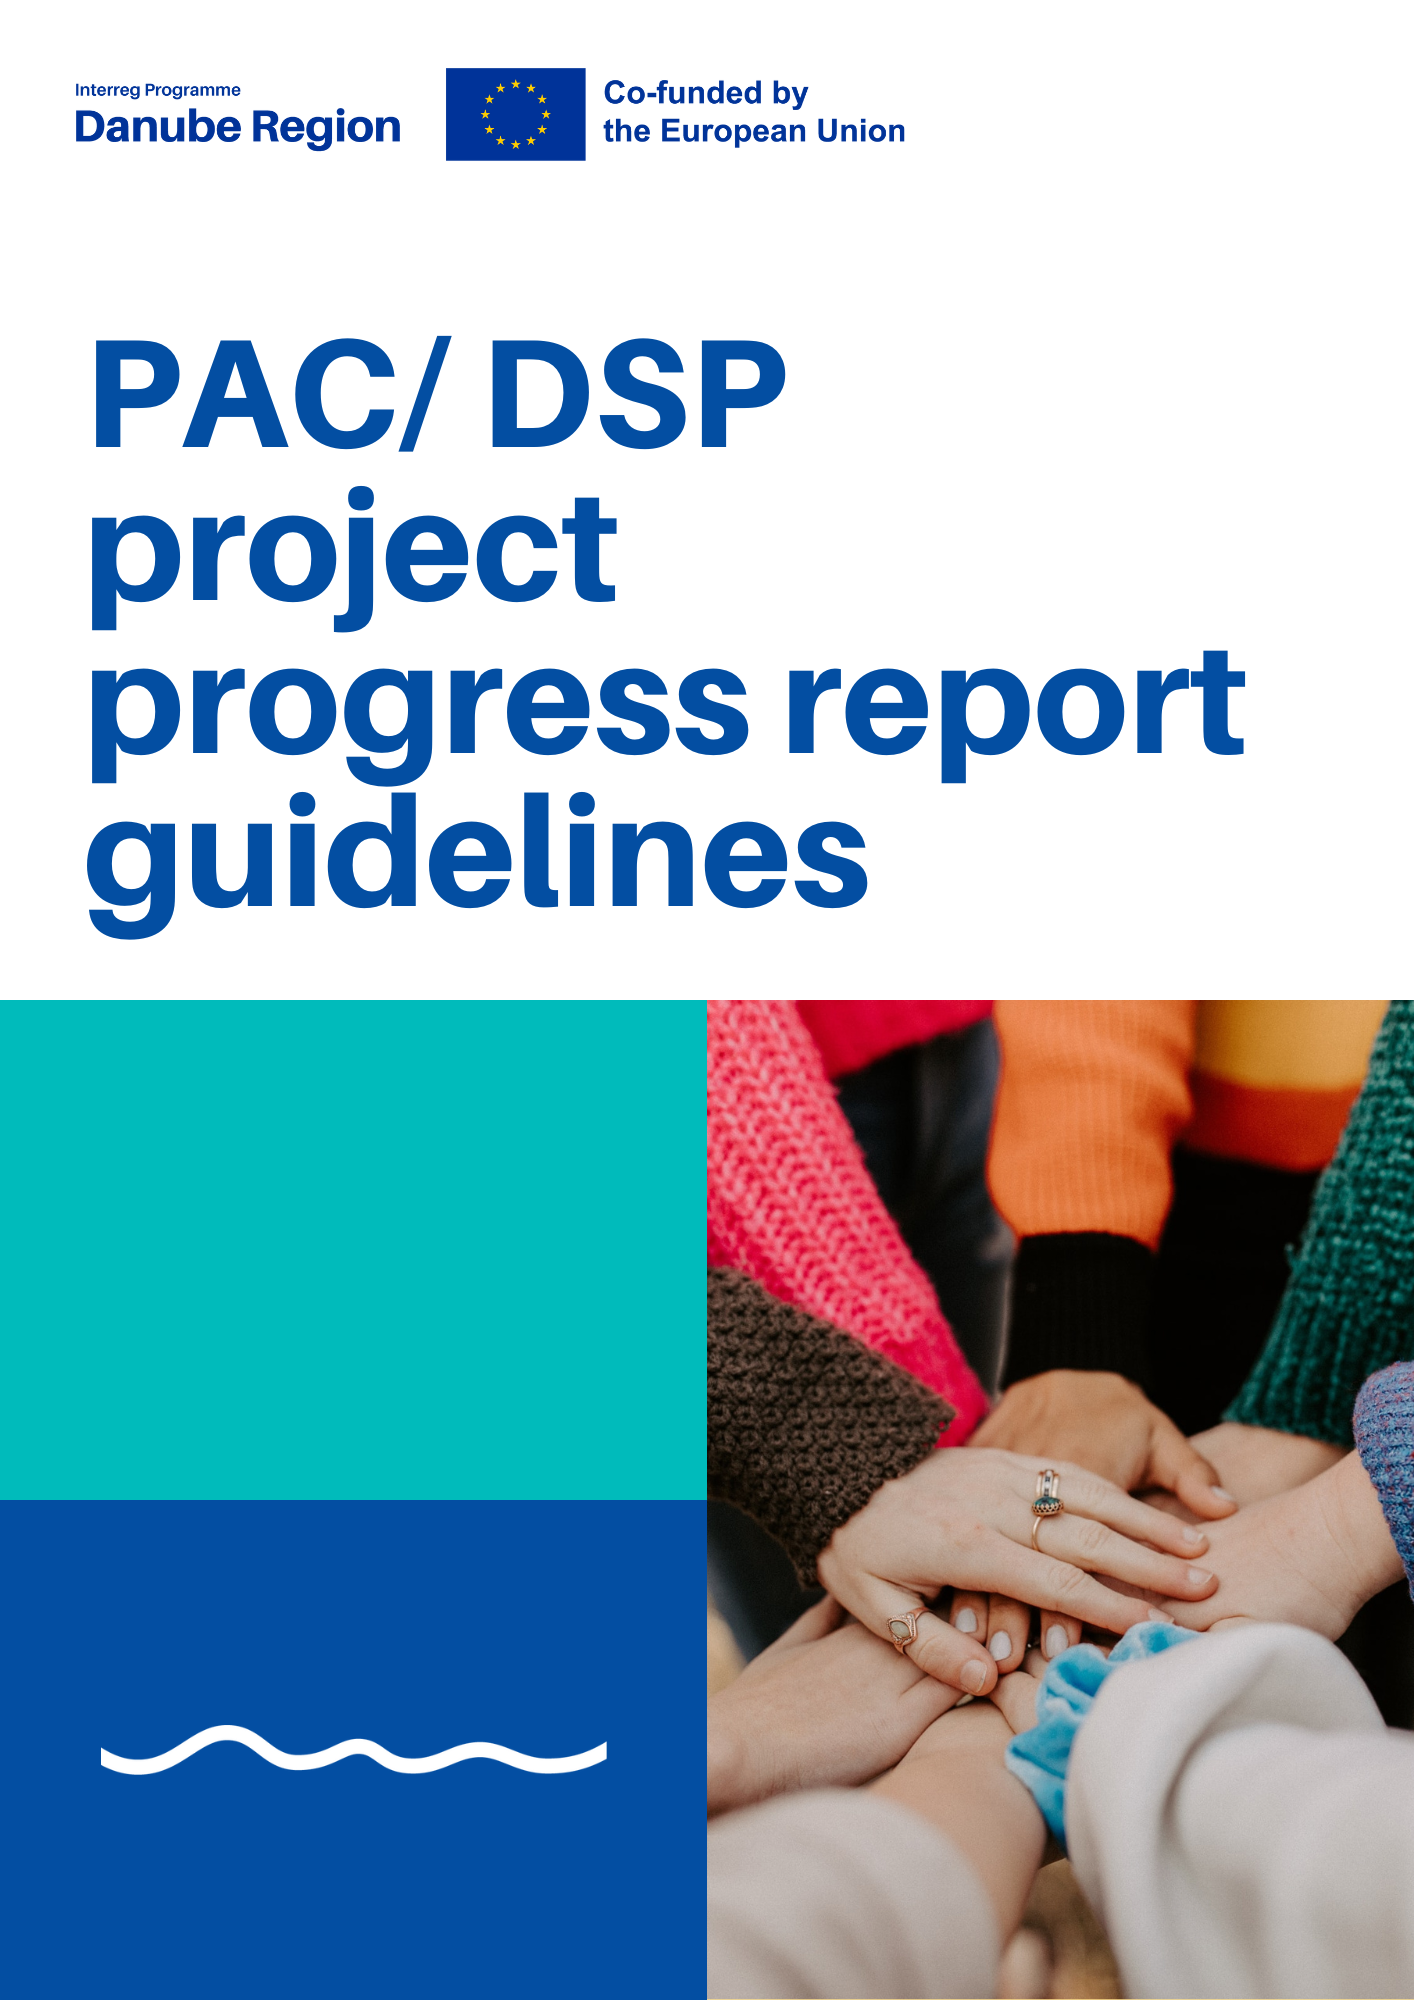 Interreg Programme
Danube Region
Co-funded by
the European Union
PAC/ DSP
project
progress report
guidelines